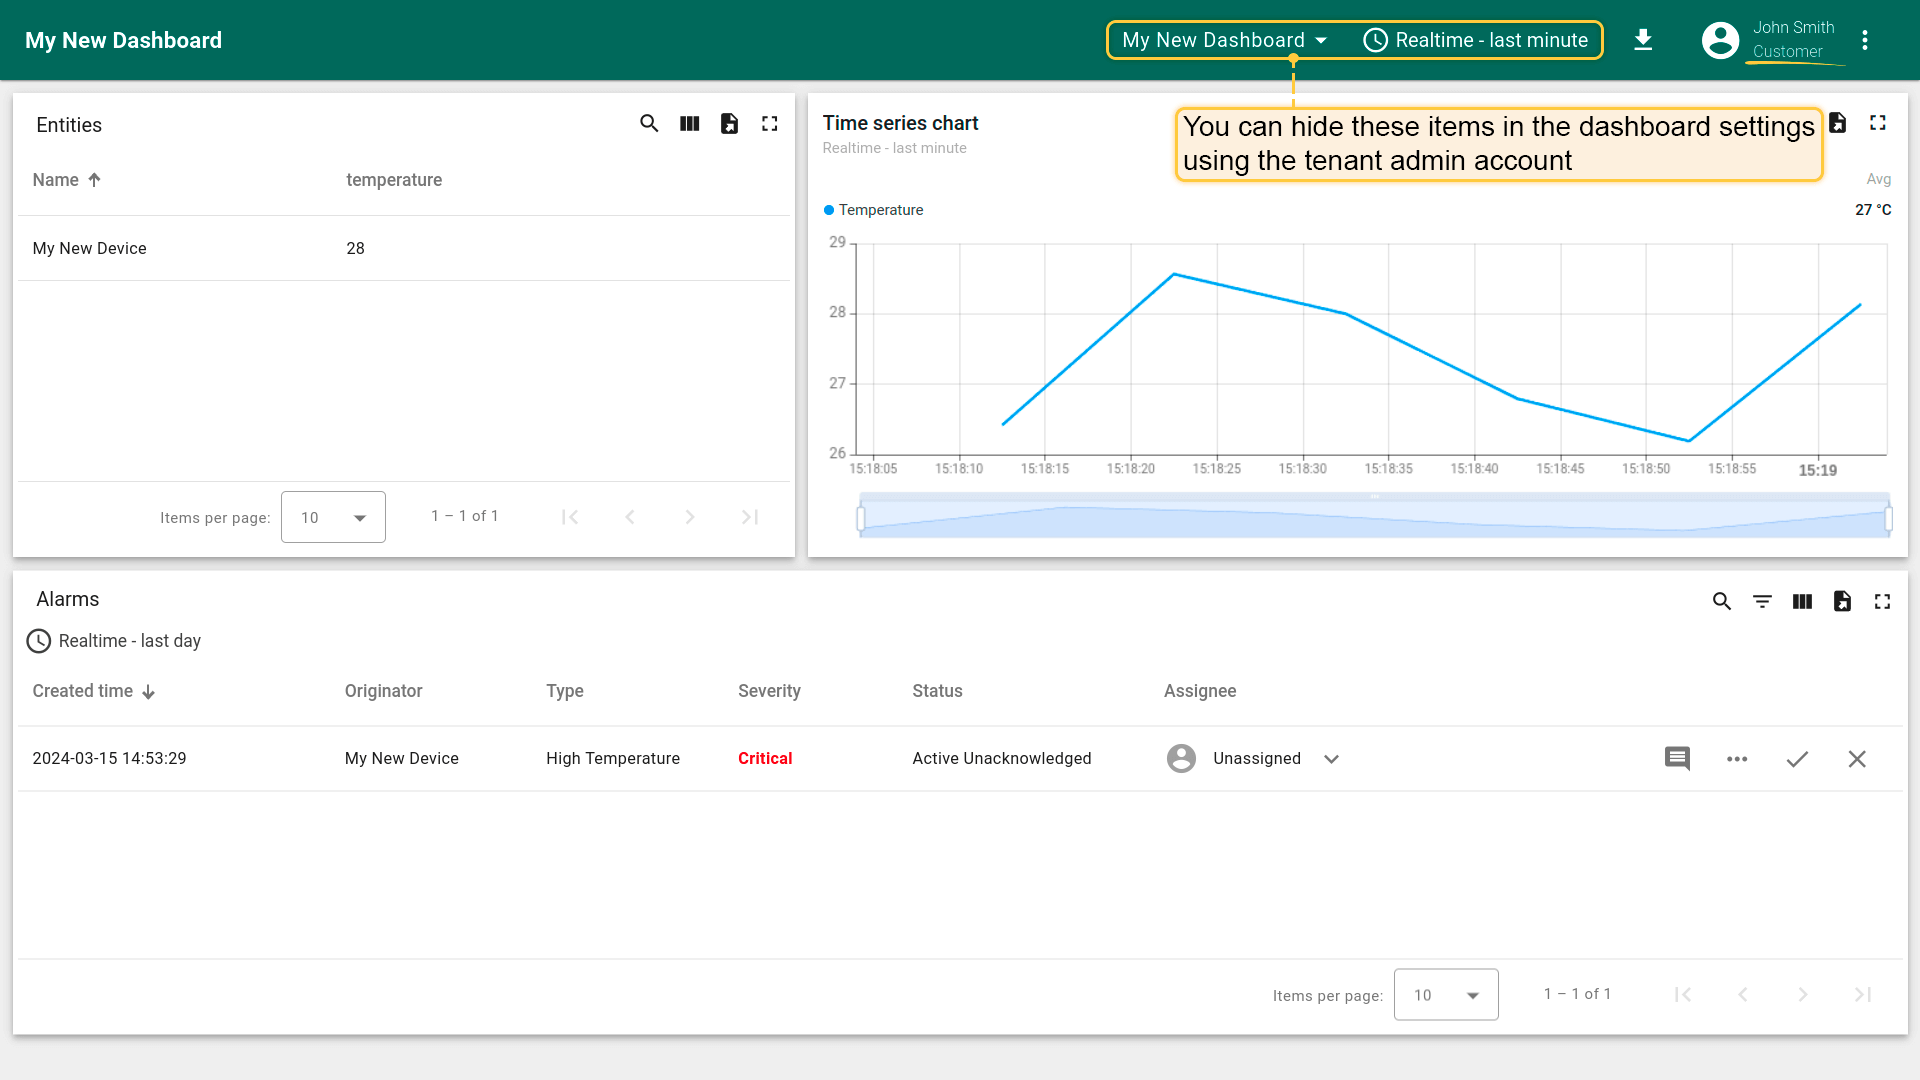 My New Dashboard
My New Dashboard
Realtime - last minute
John Smith
Customer
You can hide these items in the dashboard settings
using the tenant admin account
Entities
Name
temperature
My New Device
28
Items per page:
10
1 – 1 of 1
Time series chart
Realtime - last minute
Avg
Temperature
27 °C
29
28
27
26
15:18:05
15:18:10
15:18:15
15:18:20
15:18:25
15:18:30
15:18:35
15:18:40
15:18:45
15:18:50
15:18:55
15:19
Alarms
Realtime - last day
Created time
Originator
Type
Severity
Status
Assignee
2024-03-15 14:53:29
My New Device
High Temperature
Critical
Active Unacknowledged
Unassigned
Items per page:
10
1 – 1 of 1